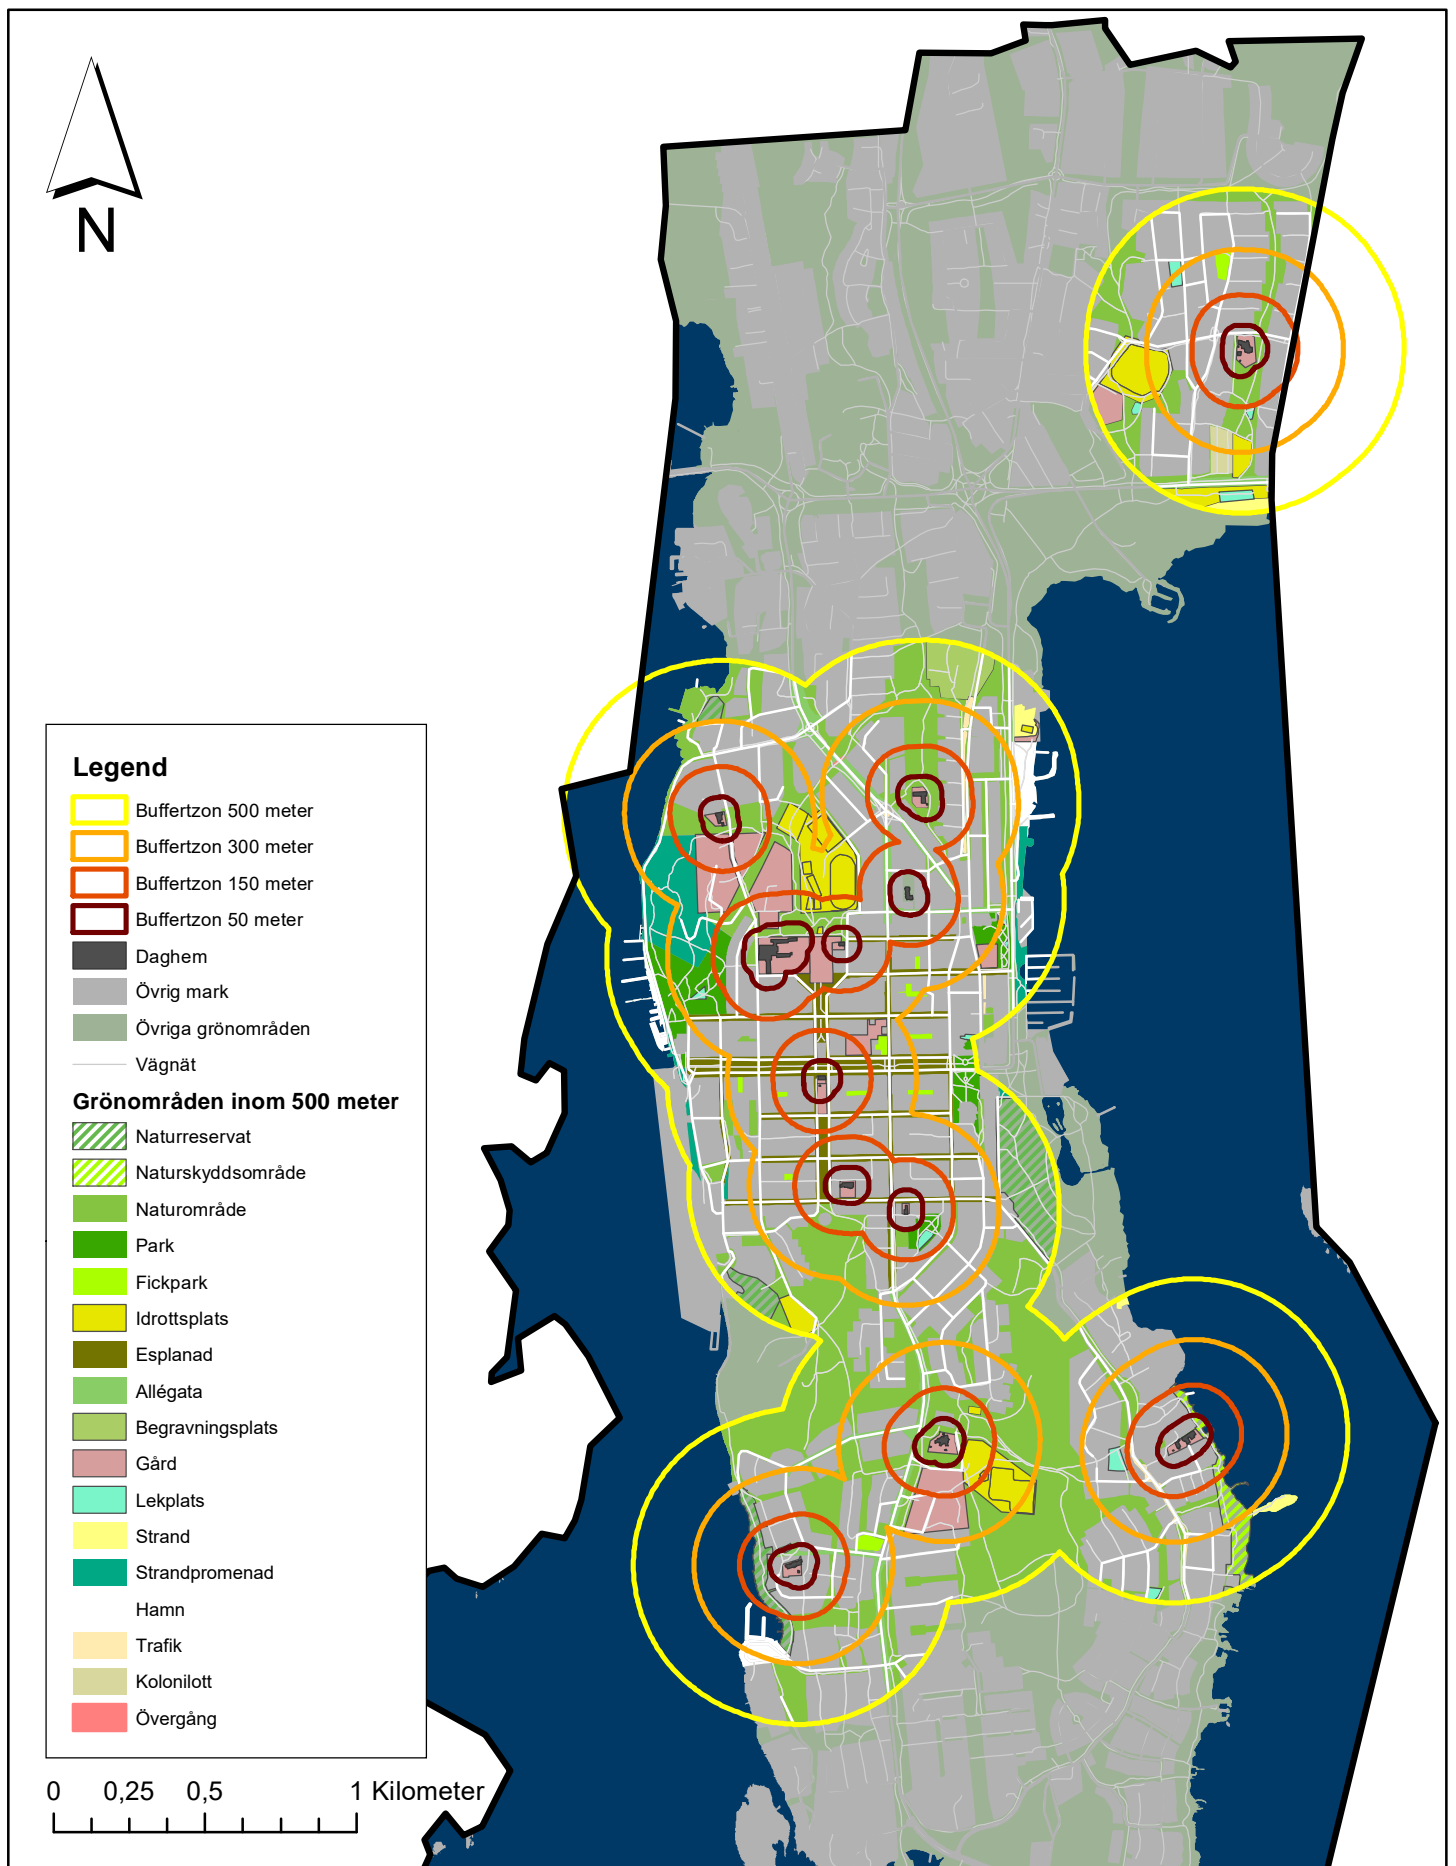 N
Legend
Buffertzon 500 meter
Buffertzon 300 meter
Buffertzon 150 meter
Buffertzon 50 meter
Daghem
Övrig mark
Övriga grönområden
Vägnät
Grönområden inom 500 meter
Naturreservat
Naturskyddsområde
Naturområde
Park
Fickpark
Idrottsplats
Esplanad
Allégata
Begravningsplats
Gård
Lekplats
Strand
Strandpromenad
Hamn
Trafik
Kolonilott
Övergång
0 0,25 0,5 1 Kilometer